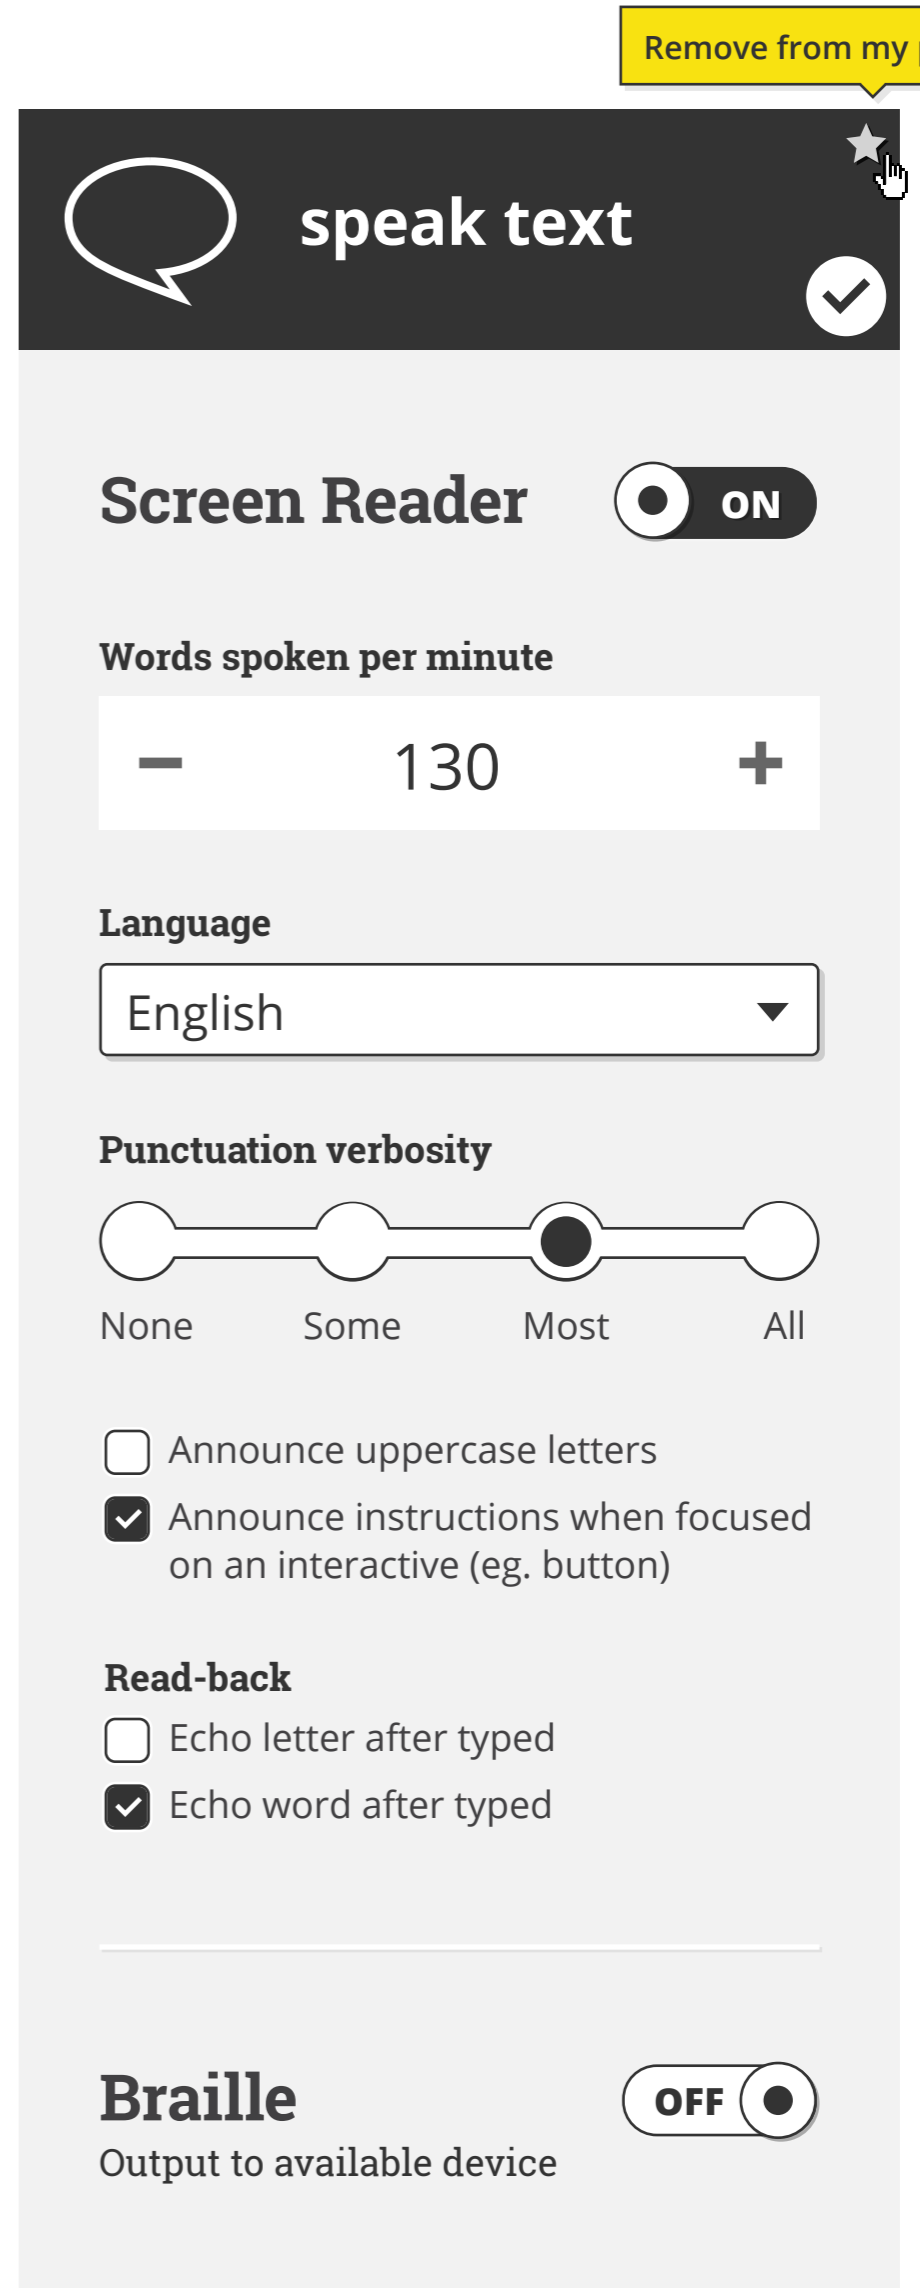 Remove from my
speak text
Screen Reader
ON
Words spoken per minute
130
Language
English
Punctuation verbosity
None Some Most All
Announce uppercase letters
Announce instructions when focused
on an interactive (eg. button)
Read-back
Echo letter after typed
Echo word after typed
Braille
OFF
Output to available device